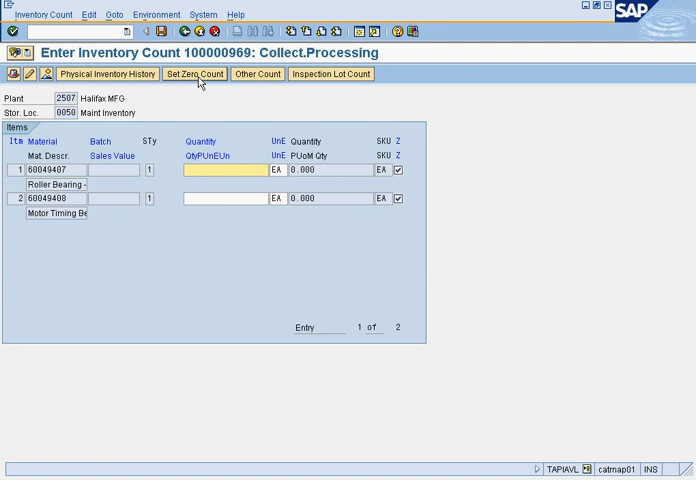 Inventory Count Edit Goto Environment System Help
SAP
Enter Inventory Count 100000969: Collect.Processing
Physical Inventory History Set Zero Count Other Count Inspection Lot Count
Plant 2507 Halifax MFG
Stor. Loc. 0050 Maint Inventory
Items
Itm Material Batch STy Quantity UnE Quantity SKU Z
Mat. Descr. Sales Value QtyPUnEUn UnE PUoM Qty SKU Z
1 60049407 1 EA 0.000 EA
Roller Bearing -
2 60049408 1 EA 0.000 EA
Motor Timing Be
Entry 1 of 2
TAPIAVL catrnap01 INS